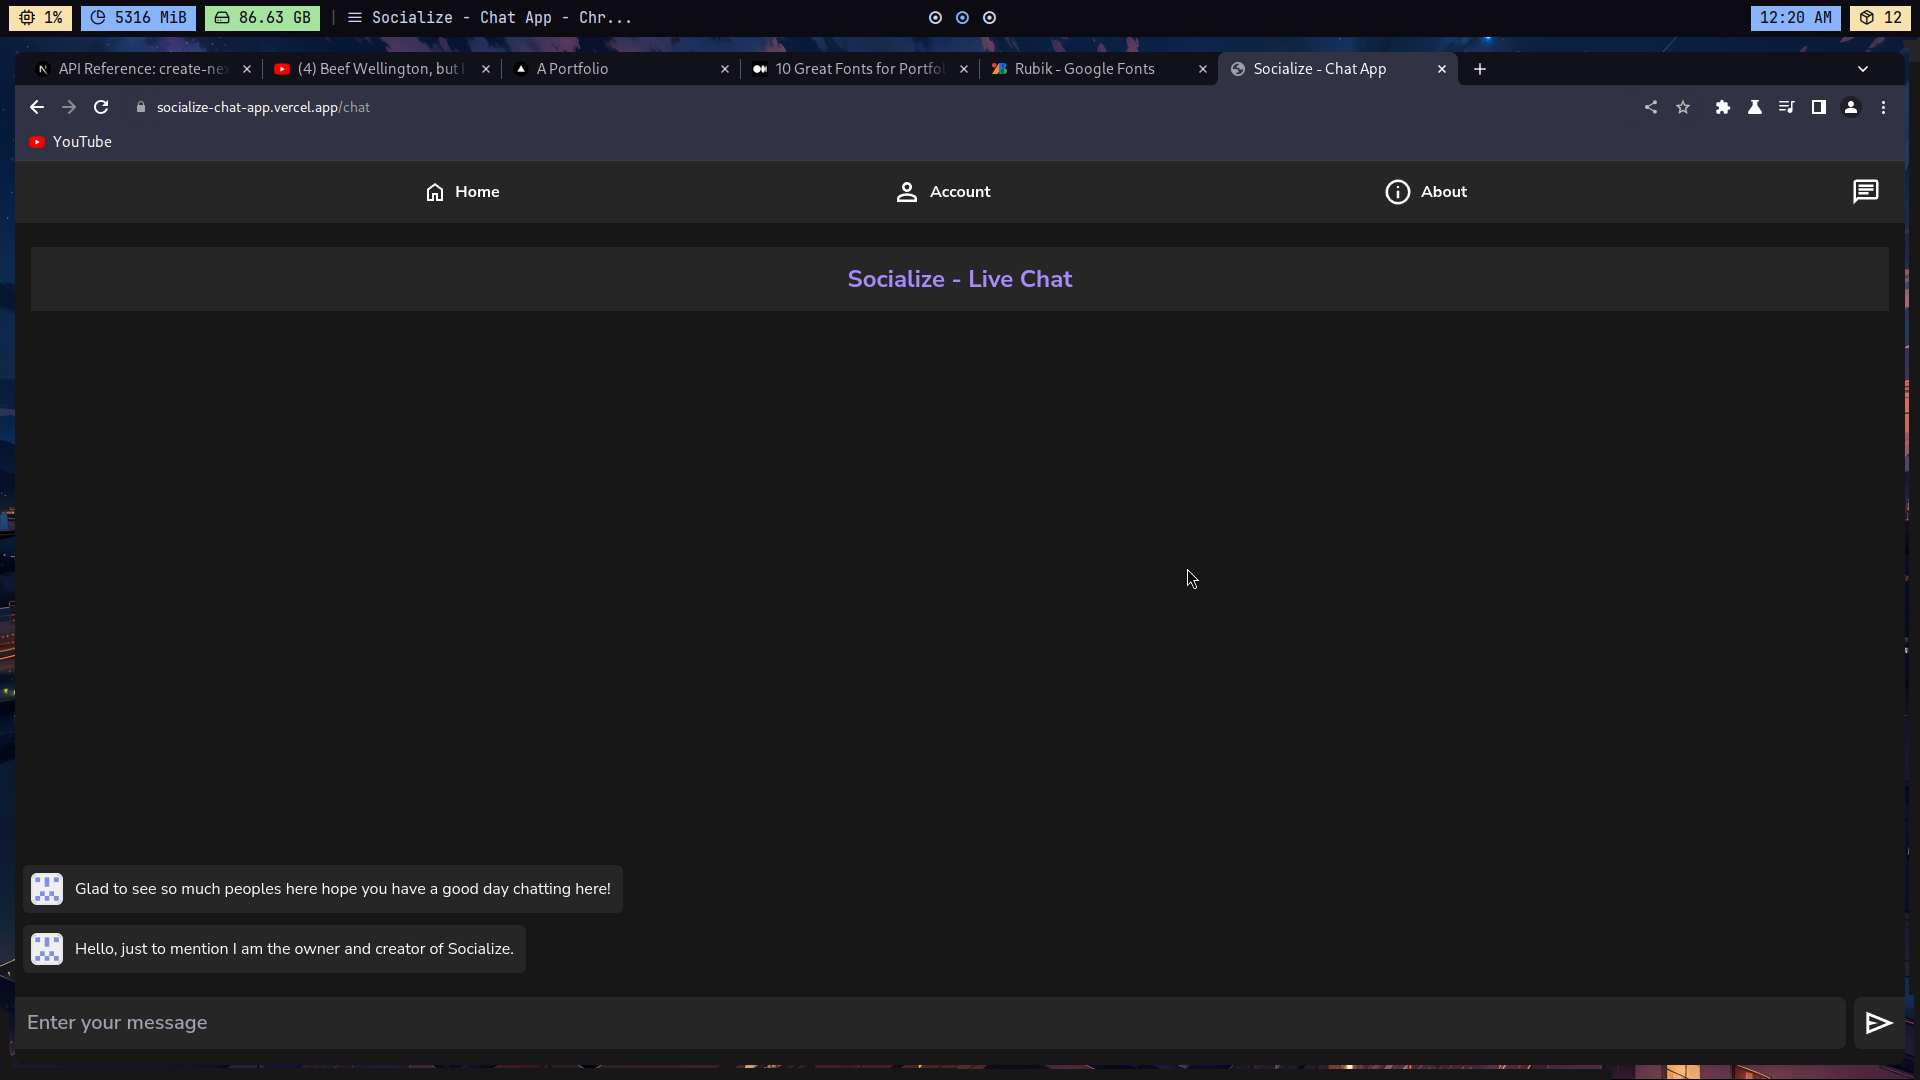 1% 5316 MiB 86.63 GB Socialize - Chat App - Chr... 12:20 AM 12
API Reference: create-nex (4) Beef Wellington, but A Portfolio 10 Great Fonts for Portfol Rubik - Google Fonts Socialize - Chat App
socialize-chat-app.vercel.app/chat
YouTube
Home Account About
Socialize - Live Chat
Glad to see so much peoples here hope you have a good day chatting here!
Hello, just to mention I am the owner and creator of Socialize.
Enter your message